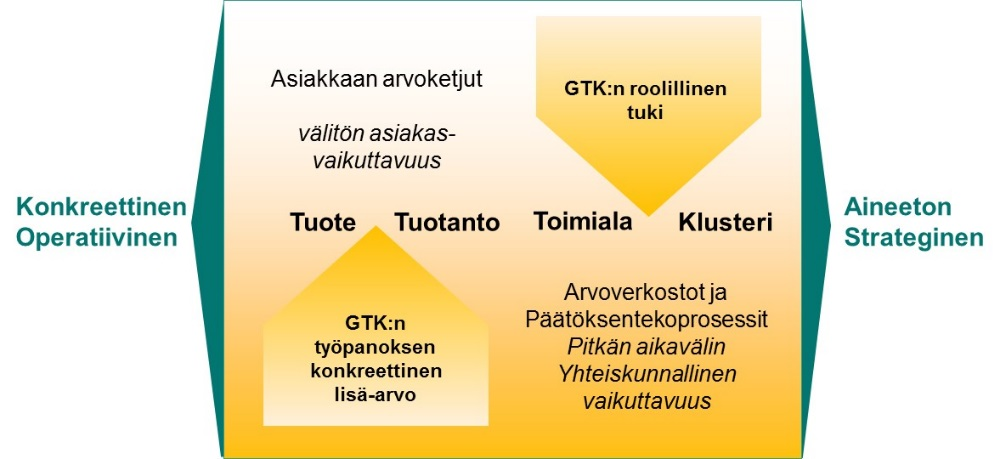 Asiakkaan arvoketjut
välitön asiakas-
vaikuttavuus
GTK:n roolillinen
tuki
Konkreettinen
Operatiivinen
Tuote
Tuotanto
Toimiala
Klusteri
Aineeton
Strateginen
GTK:n
työpanoksen
konkreettinen
lisä-arvo
Arvoverkostot ja
Päätöksentekoprosessit
Pitkän aikavälin
Yhteiskunnallinen
vaikuttavuus